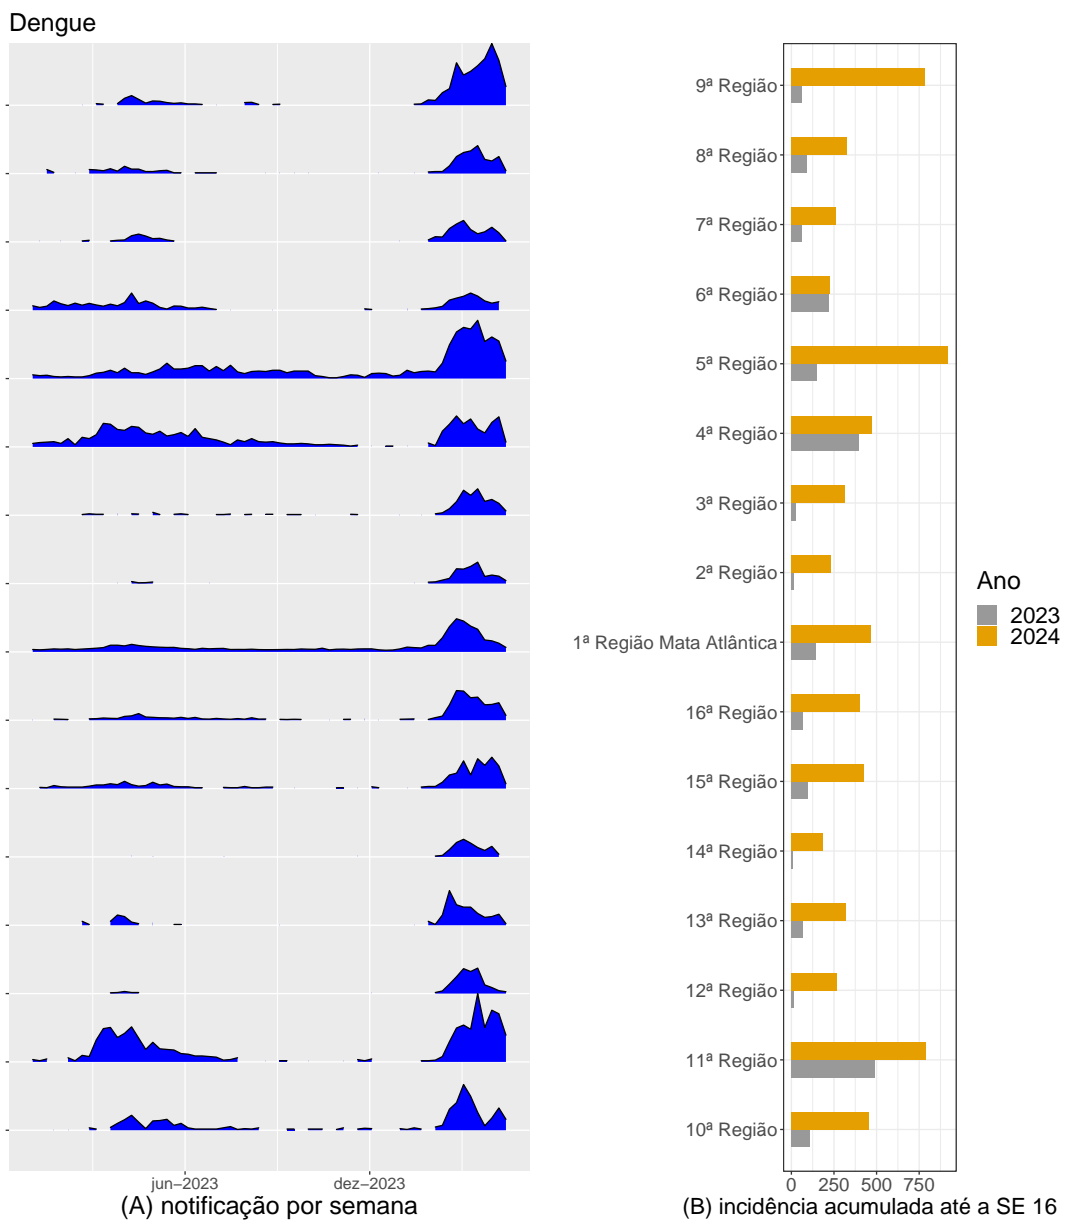 Dengue
9ª Região
8ª Região
7ª Região
6ª Região
5ª Região
4ª Região
3ª Região
2ª Região
1ª Região Mata Atlântica
16ª Região
15ª Região
14ª Região
13ª Região
12ª Região
11ª Região
10ª Região
Ano
2023
2024
jun–2023 dez–2023
(A) notificação por semana
0 250 500 750
(B) incidência acumulada até a SE 16